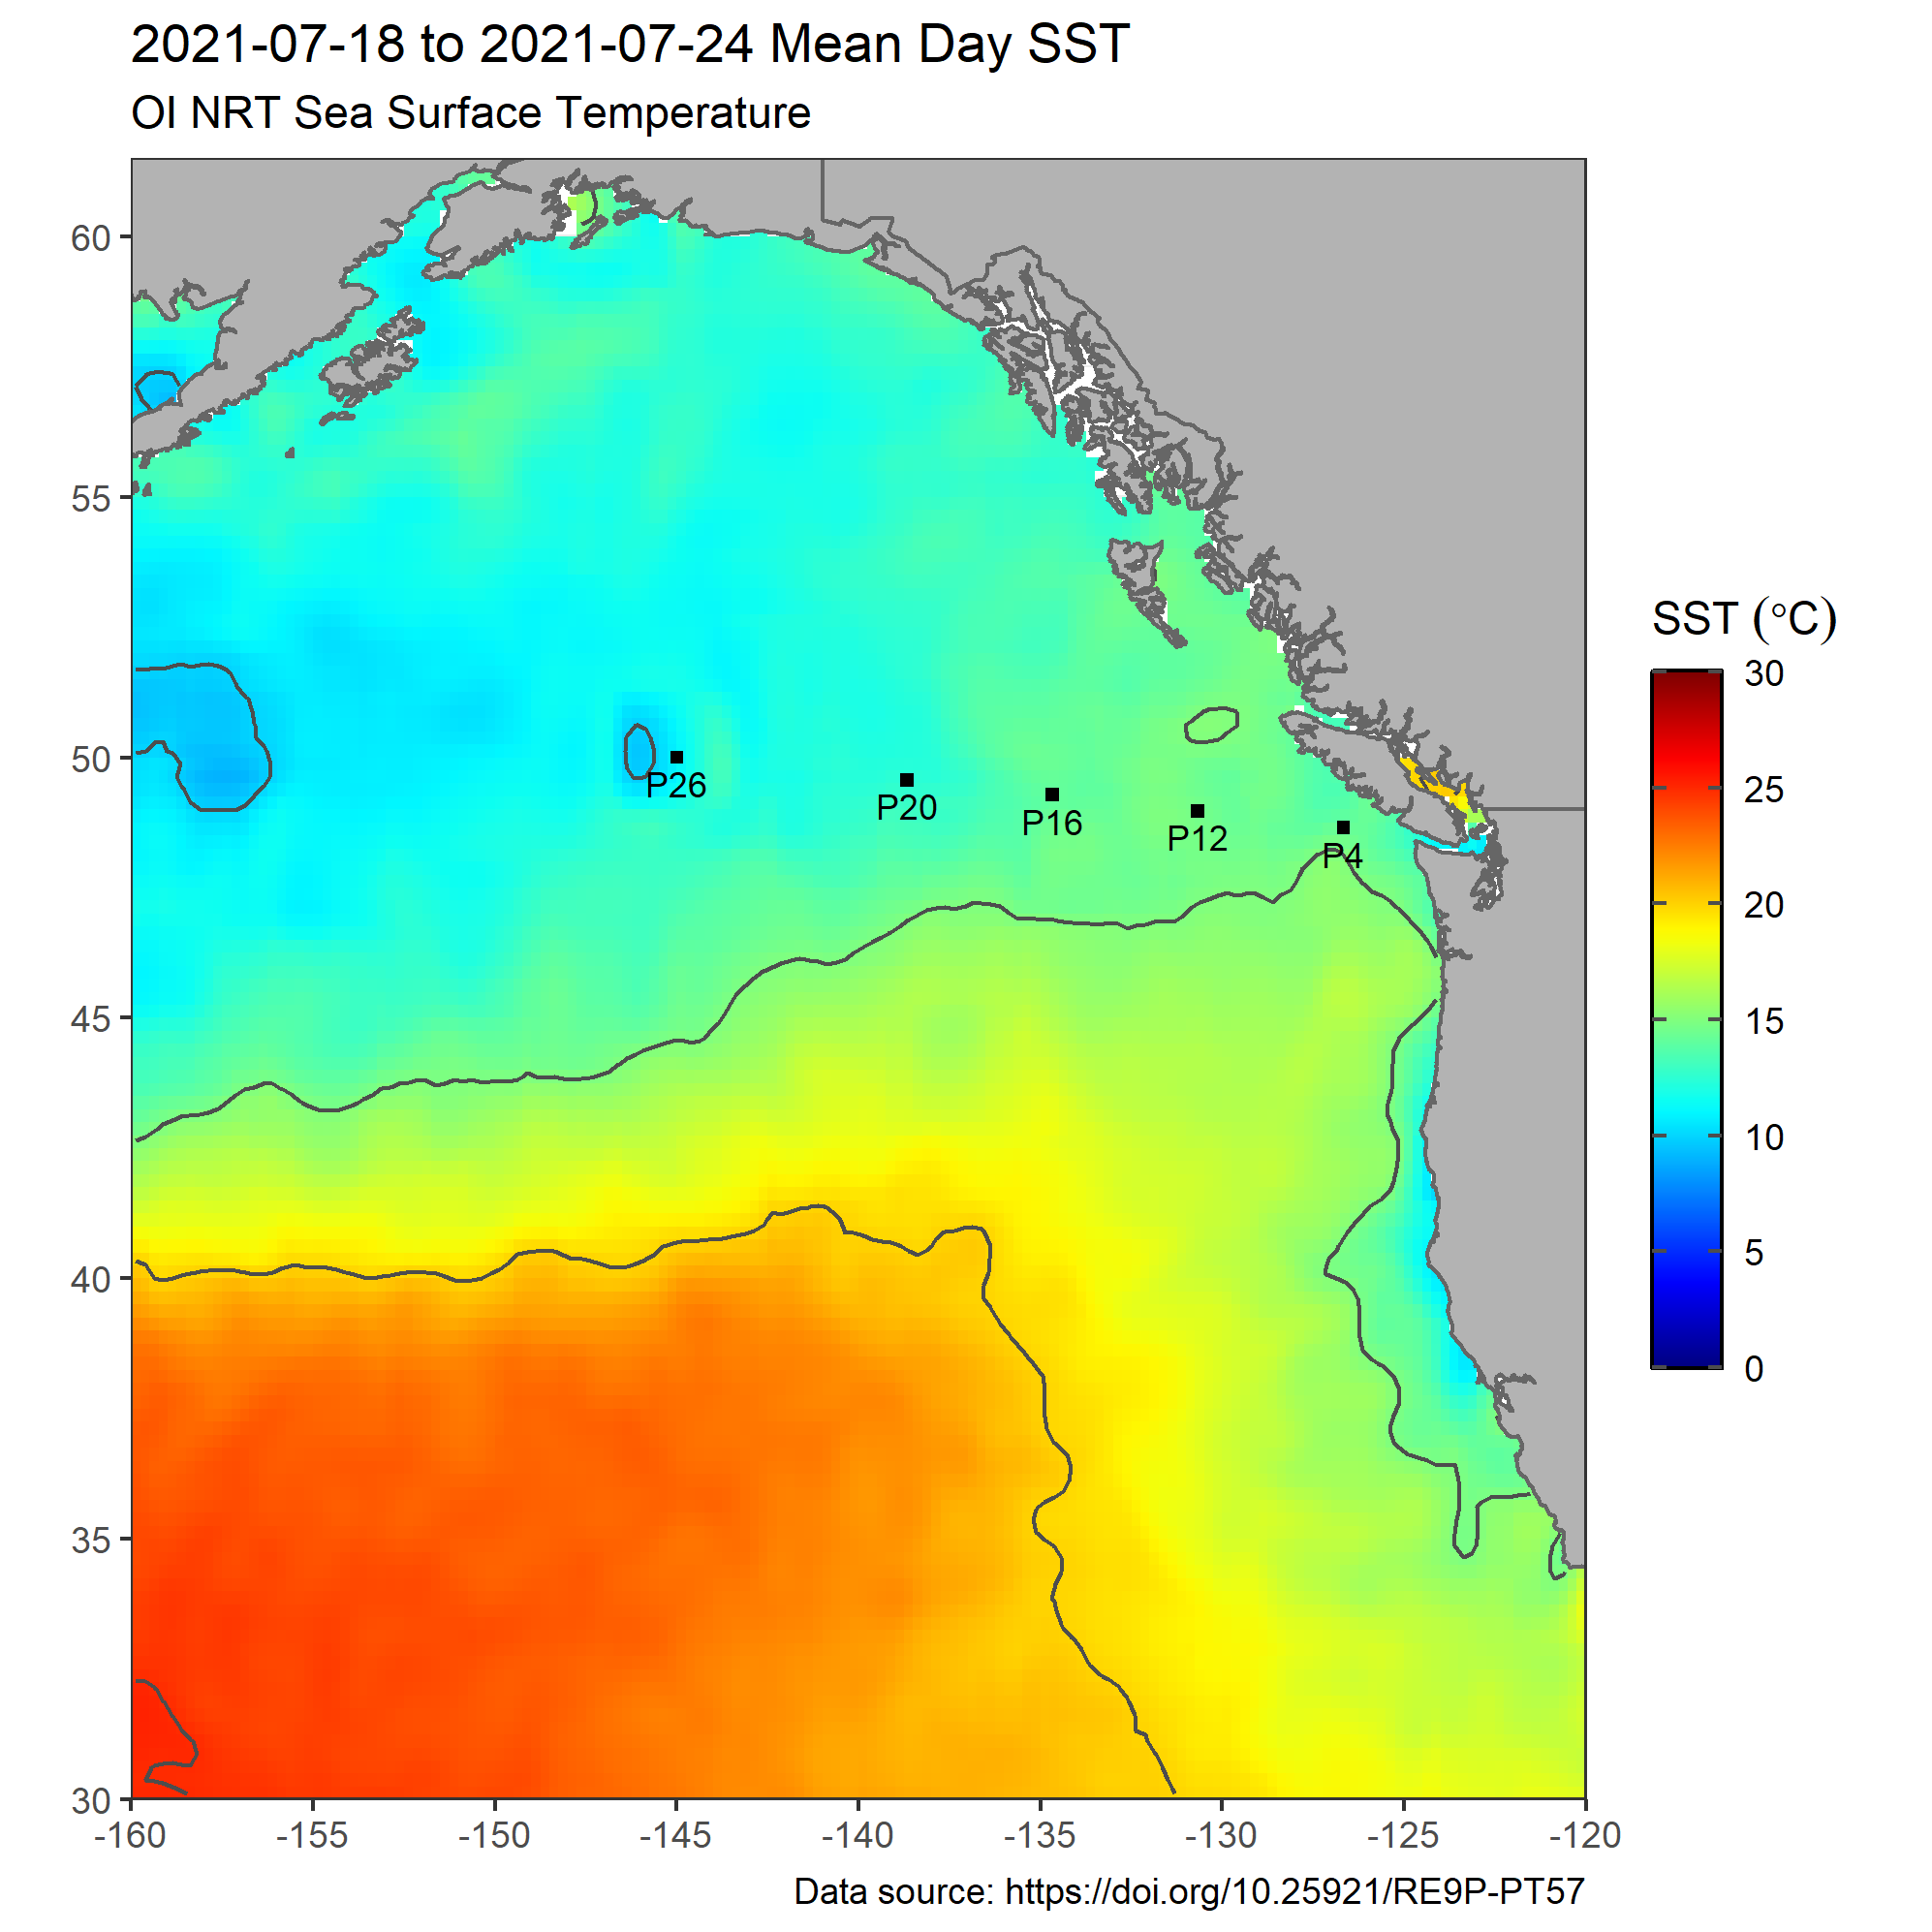 2021-07-18 to 2021-07-24 Mean Day SST
OI NRT Sea Surface Temperature
60
55
50
45
40
35
30
-160
-155
-150
-145
-140
-135
-130
-125
-120
P26
P20
P16
P12
P4
SST (°C)
30
25
20
15
10
5
0
Data source: https://doi.org/10.25921/RE9P-PT57